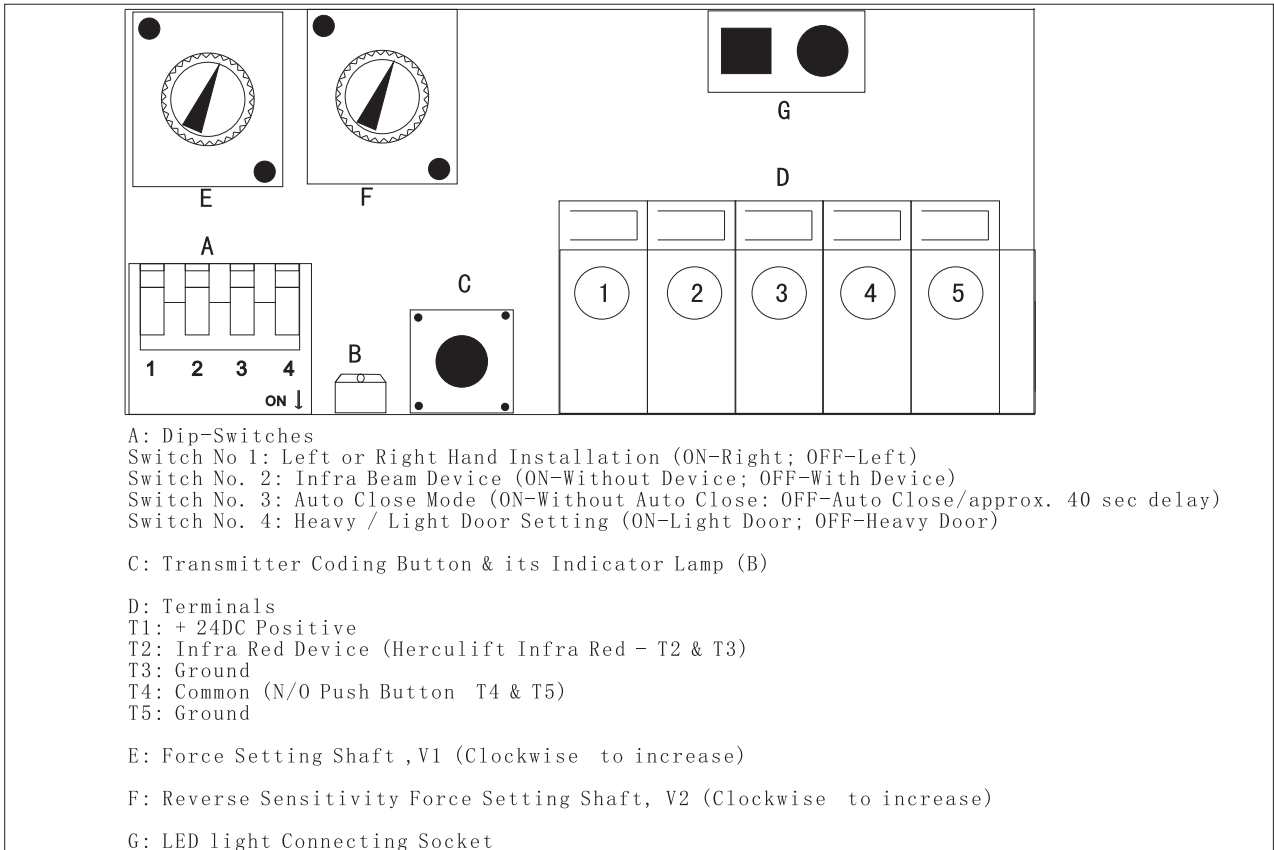 G
E
F
D
A
C
B
1 2 3 4 5
1 2 3 4
ON ↓
A: Dip-Switches
Switch No 1: Left or Right Hand Installation (ON-Right; OFF-Left)
Switch No. 2: Infra Beam Device (ON-Without Device; OFF-With Device)
Switch No. 3: Auto Close Mode (ON-Without Auto Close: OFF-Auto Close/approx. 40 sec delay)
Switch No. 4: Heavy / Light Door Setting (ON-Light Door; OFF-Heavy Door)
C: Transmitter Coding Button & its Indicator Lamp (B)
D: Terminals
T1: + 24DC Positive
T2: Infra Red Device (Herculift Infra Red - T2 & T3)
T3: Ground
T4: Common (N/O Push Button T4 & T5)
T5: Ground
E: Force Setting Shaft ,V1 (Clockwise to increase)
F: Reverse Sensitivity Force Setting Shaft, V2 (Clockwise to increase)
G: LED light Connecting Socket